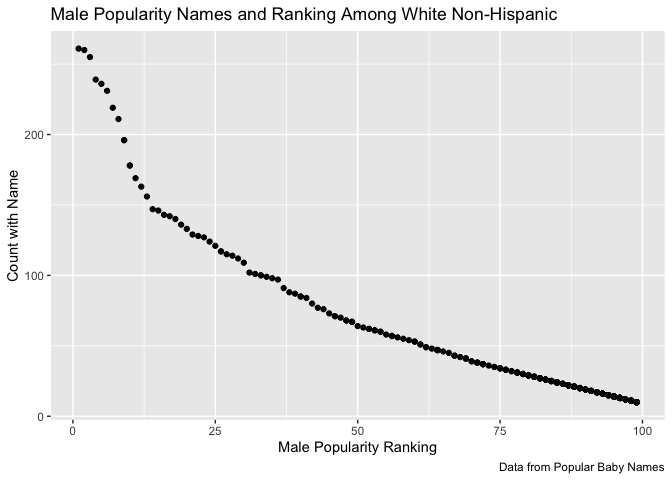 Male Popularity Names and Ranking Among White Non-Hispanic
Count with Name
200
100
0
0 25 50 75 100
Male Popularity Ranking
Data from Popular Baby Names